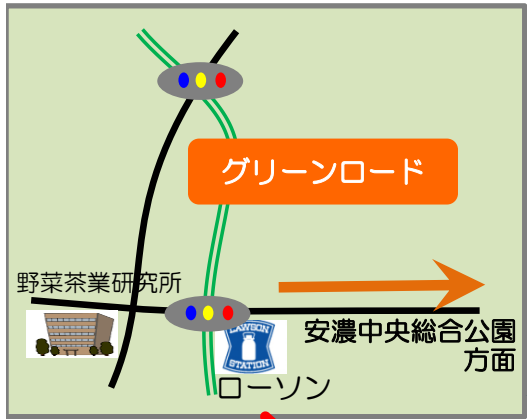 グリーンロード
野菜茶業研究所
安濃中央総合公園
方面
LAWSON
STATION
ローソン